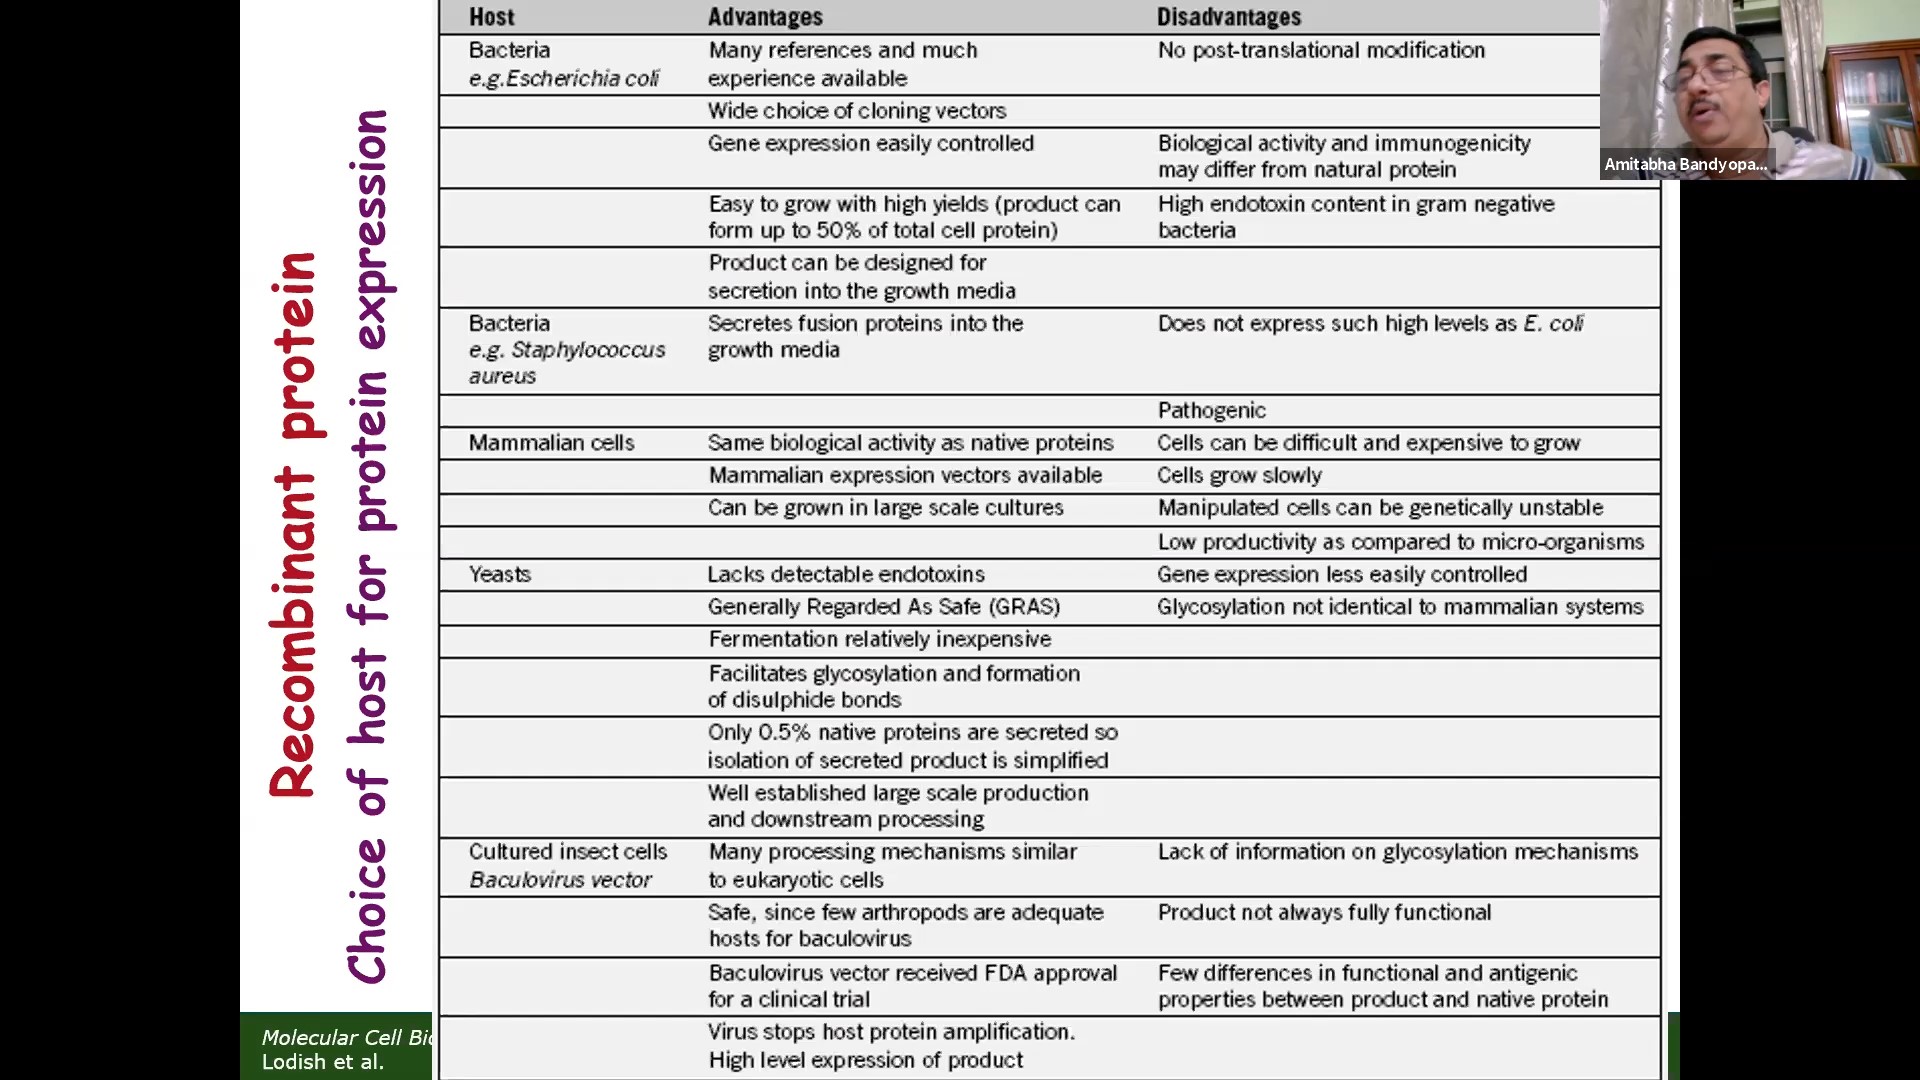 Recombinant protein
Choice of host for protein expression
Host Advantages Disadvantages
Bacteria Many references and much No post-translational modification
e.g.Escherichia coli experience available
Wide choice of cloning vectors
Gene expression easily controlled Biological activity and immunogenicity
may differ from natural protein
Easy to grow with high yields (product can High endotoxin content in gram negative
form up to 50% of total cell protein) bacteria
Product can be designed for
secretion into the growth media
Bacteria Secretes fusion proteins into the Does not express such high levels as E. coli
e.g. Staphylococcus growth media
aureus
Pathogenic
Mammalian cells Same biological activity as native proteins Cells can be difficult and expensive to grow
Mammalian expression vectors available Cells grow slowly
Can be grown in large scale cultures Manipulated cells can be genetically unstable
Low productivity as compared to micro-organisms
Yeasts Lacks detectable endotoxins Gene expression less easily controlled
Generally Regarded As Safe (GRAS) Glycosylation not identical to mammalian systems
Fermentation relatively inexpensive
Facilitates glycosylation and formation
of disulphide bonds
Only 0.5% native proteins are secreted so
isolation of secreted product is simplified
Well established large scale production
and downstream processing
Cultured insect cells Many processing mechanisms similar Lack of information on glycosylation mechanisms
Baculovirus vector to eukaryotic cells
Safe, since few arthropods are adequate Product not always fully functional
hosts for baculovirus
Baculovirus vector received FDA approval Few differences in functional and antigenic
for a clinical trial properties between product and native protein
Virus stops host protein amplification.
High level expression of product
Molecular Cell Bio
Lodish et al.
Amitabha Bandyopa...